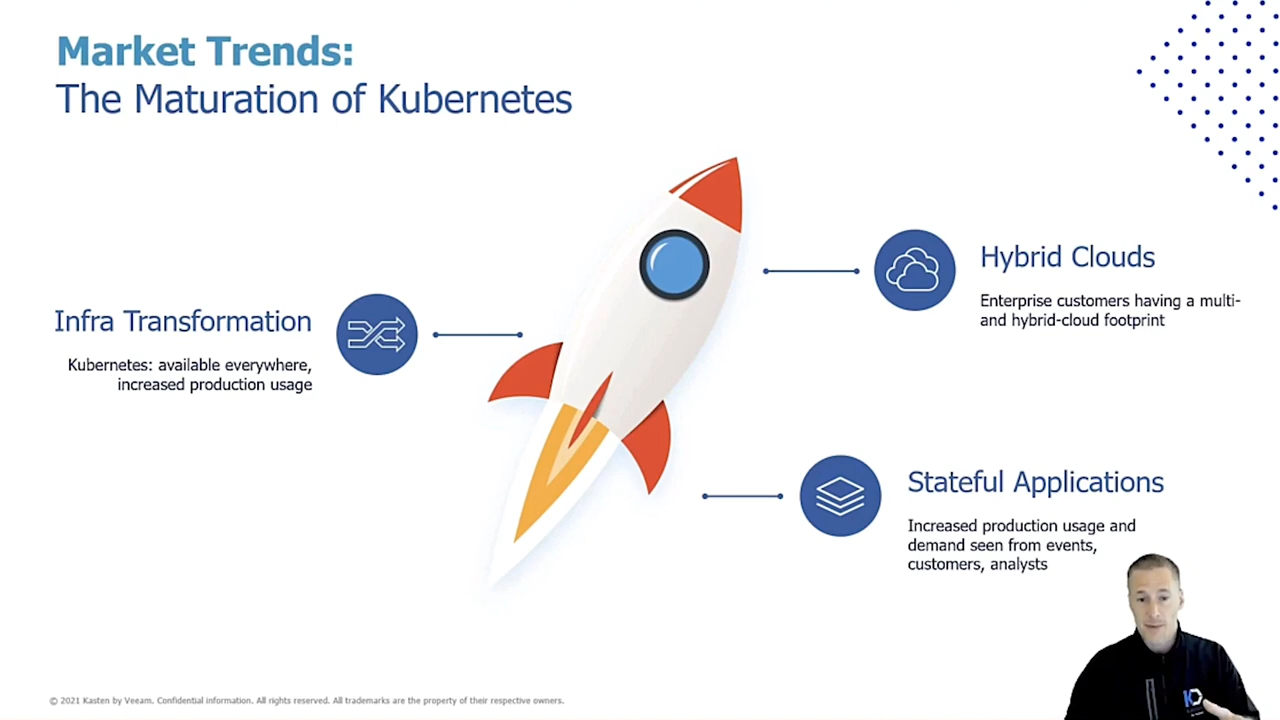 Market Trends:
The Maturation of Kubernetes
Infra Transformation
Kubernetes: available everywhere,
increased production usage
Hybrid Clouds
Enterprise customers having a multi-
and hybrid-cloud footprint
Stateful Applications
Increased production usage and
demand seen from events,
customers, analysts
© 2021 Kasten by Veeam. Confidential information. All rights reserved. All trademarks are the property of their respective owners.